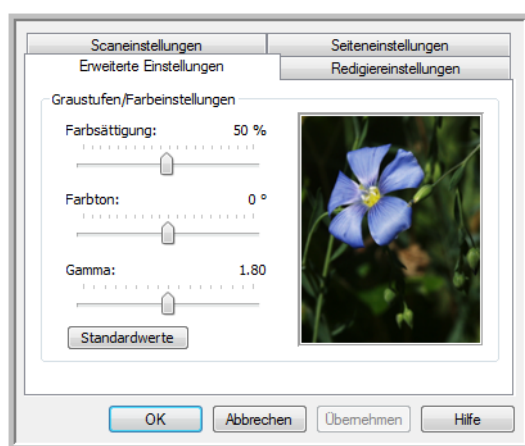 Scaneinstellungen
Seiteneinstellungen
Erweiterte Einstellungen
Redigiereinstellungen
Graustufen/Farbeinstellungen
Farbsättigung: 50 %
Farbton: 0 °
Gamma: 1.80
Standardwerte
OK Abbrechen Übernehmen Hilfe